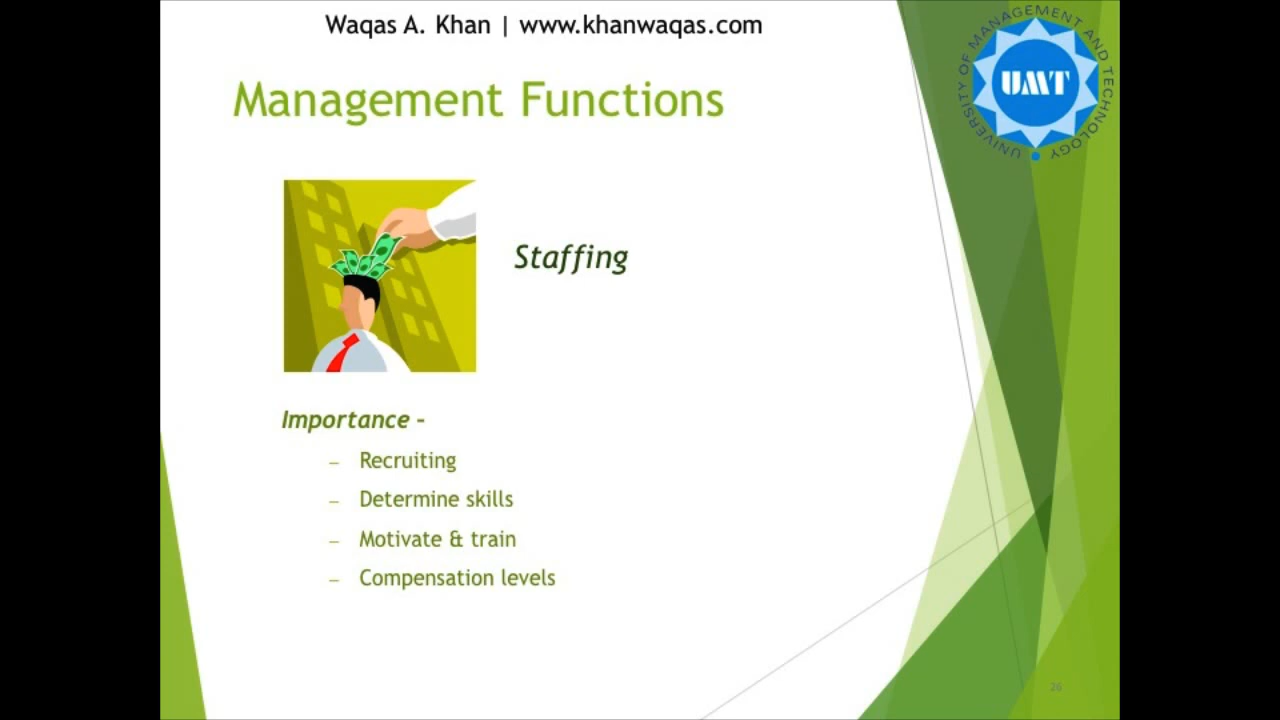 Waqas A. Khan | www.khanwaqas.com
UNIVERSITY OF MANAGEMENT AND TECHNOLOGY
UMT
Management Functions
Staffing
Importance -
– Recruiting
– Determine skills
– Motivate & train
– Compensation levels
26